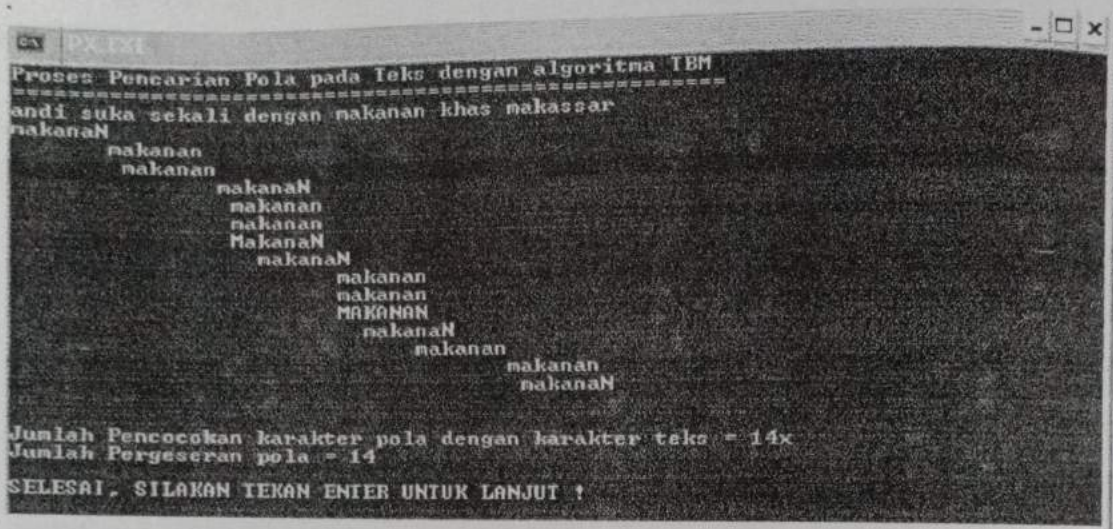 PX.TXL
Proses Pencarian Pola pada Teks dengan algoritma TBM
=====================================================
andi suka sekali dengan makanan khas makassar
makanaN
makanan
makanan
makanaN
makanan
makanan
MakanaN
makanaN
makanan
makanan
MAKANAN
makanaN
makanan
makanan
makanaN
Jumlah Pencocokan karakter pola dengan karakter teks = 14x
Jumlah Pergeseran pola = 14
SELESAI, SILAKAN TEKAN ENTER UNTUK LANJUT !